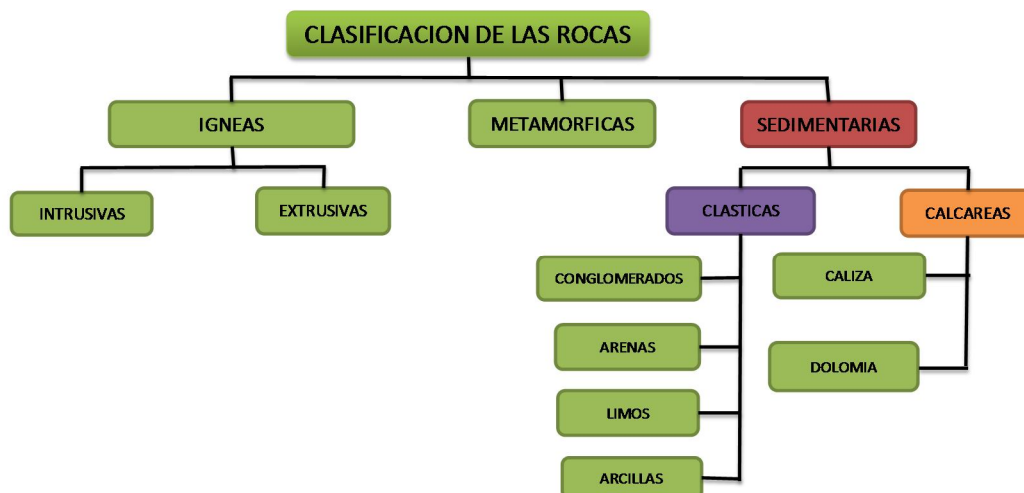 CLASIFICACION DE LAS ROCAS
IGNEAS
METAMORFICAS
SEDIMENTARIAS
INTRUSIVAS
EXTRUSIVAS
CLASTICAS
CALCAREAS
CONGLOMERADOS
CALIZA
ARENAS
DOLOMIA
LIMOS
ARCILLAS